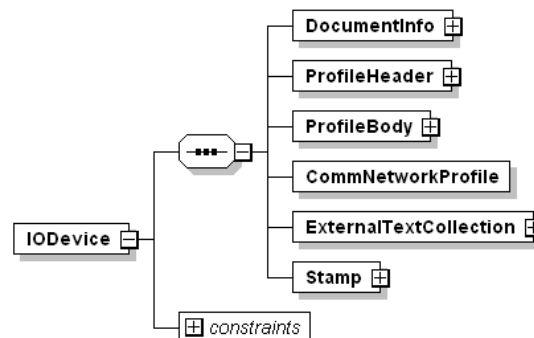 DocumentInfo
ProfileHeader
ProfileBody
CommNetworkProfile
IODevice
ExternalTextCollection
Stamp
constraints